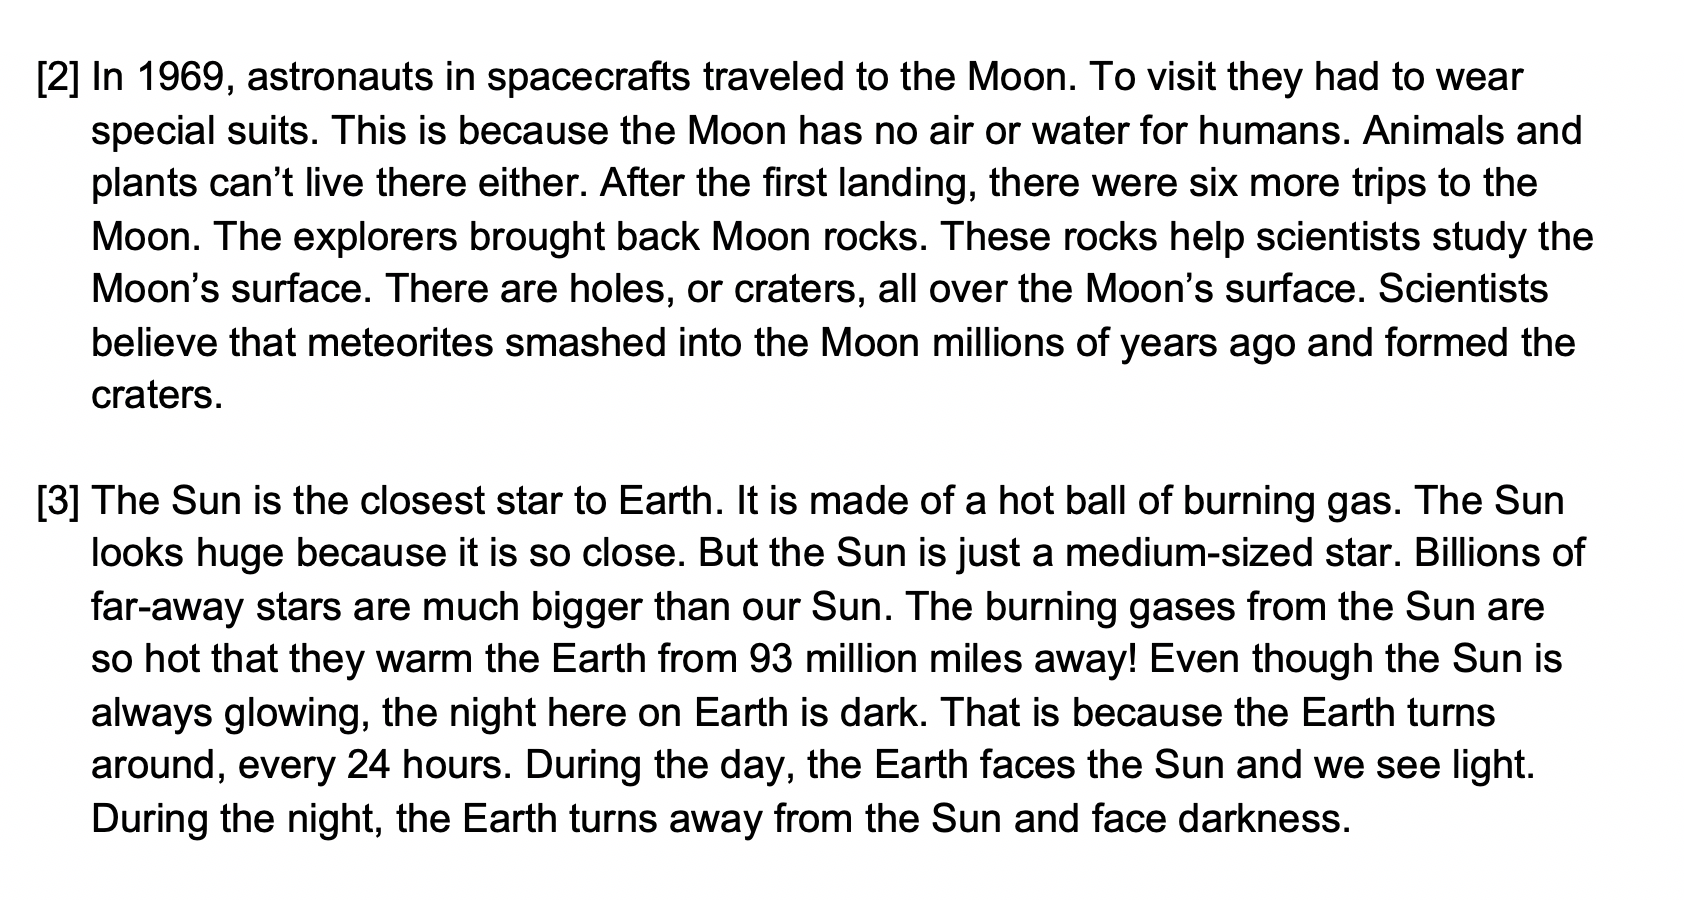 [2] In 1969, astronauts in spacecrafts traveled to the Moon. To visit they had to wear
special suits. This is because the Moon has no air or water for humans. Animals and
plants can’t live there either. After the first landing, there were six more trips to the
Moon. The explorers brought back Moon rocks. These rocks help scientists study the
Moon’s surface. There are holes, or craters, all over the Moon’s surface. Scientists
believe that meteorites smashed into the Moon millions of years ago and formed the
craters.
[3] The Sun is the closest star to Earth. It is made of a hot ball of burning gas. The Sun
looks huge because it is so close. But the Sun is just a medium-sized star. Billions of
far-away stars are much bigger than our Sun. The burning gases from the Sun are
so hot that they warm the Earth from 93 million miles away! Even though the Sun is
always glowing, the night here on Earth is dark. That is because the Earth turns
around, every 24 hours. During the day, the Earth faces the Sun and we see light.
During the night, the Earth turns away from the Sun and face darkness.